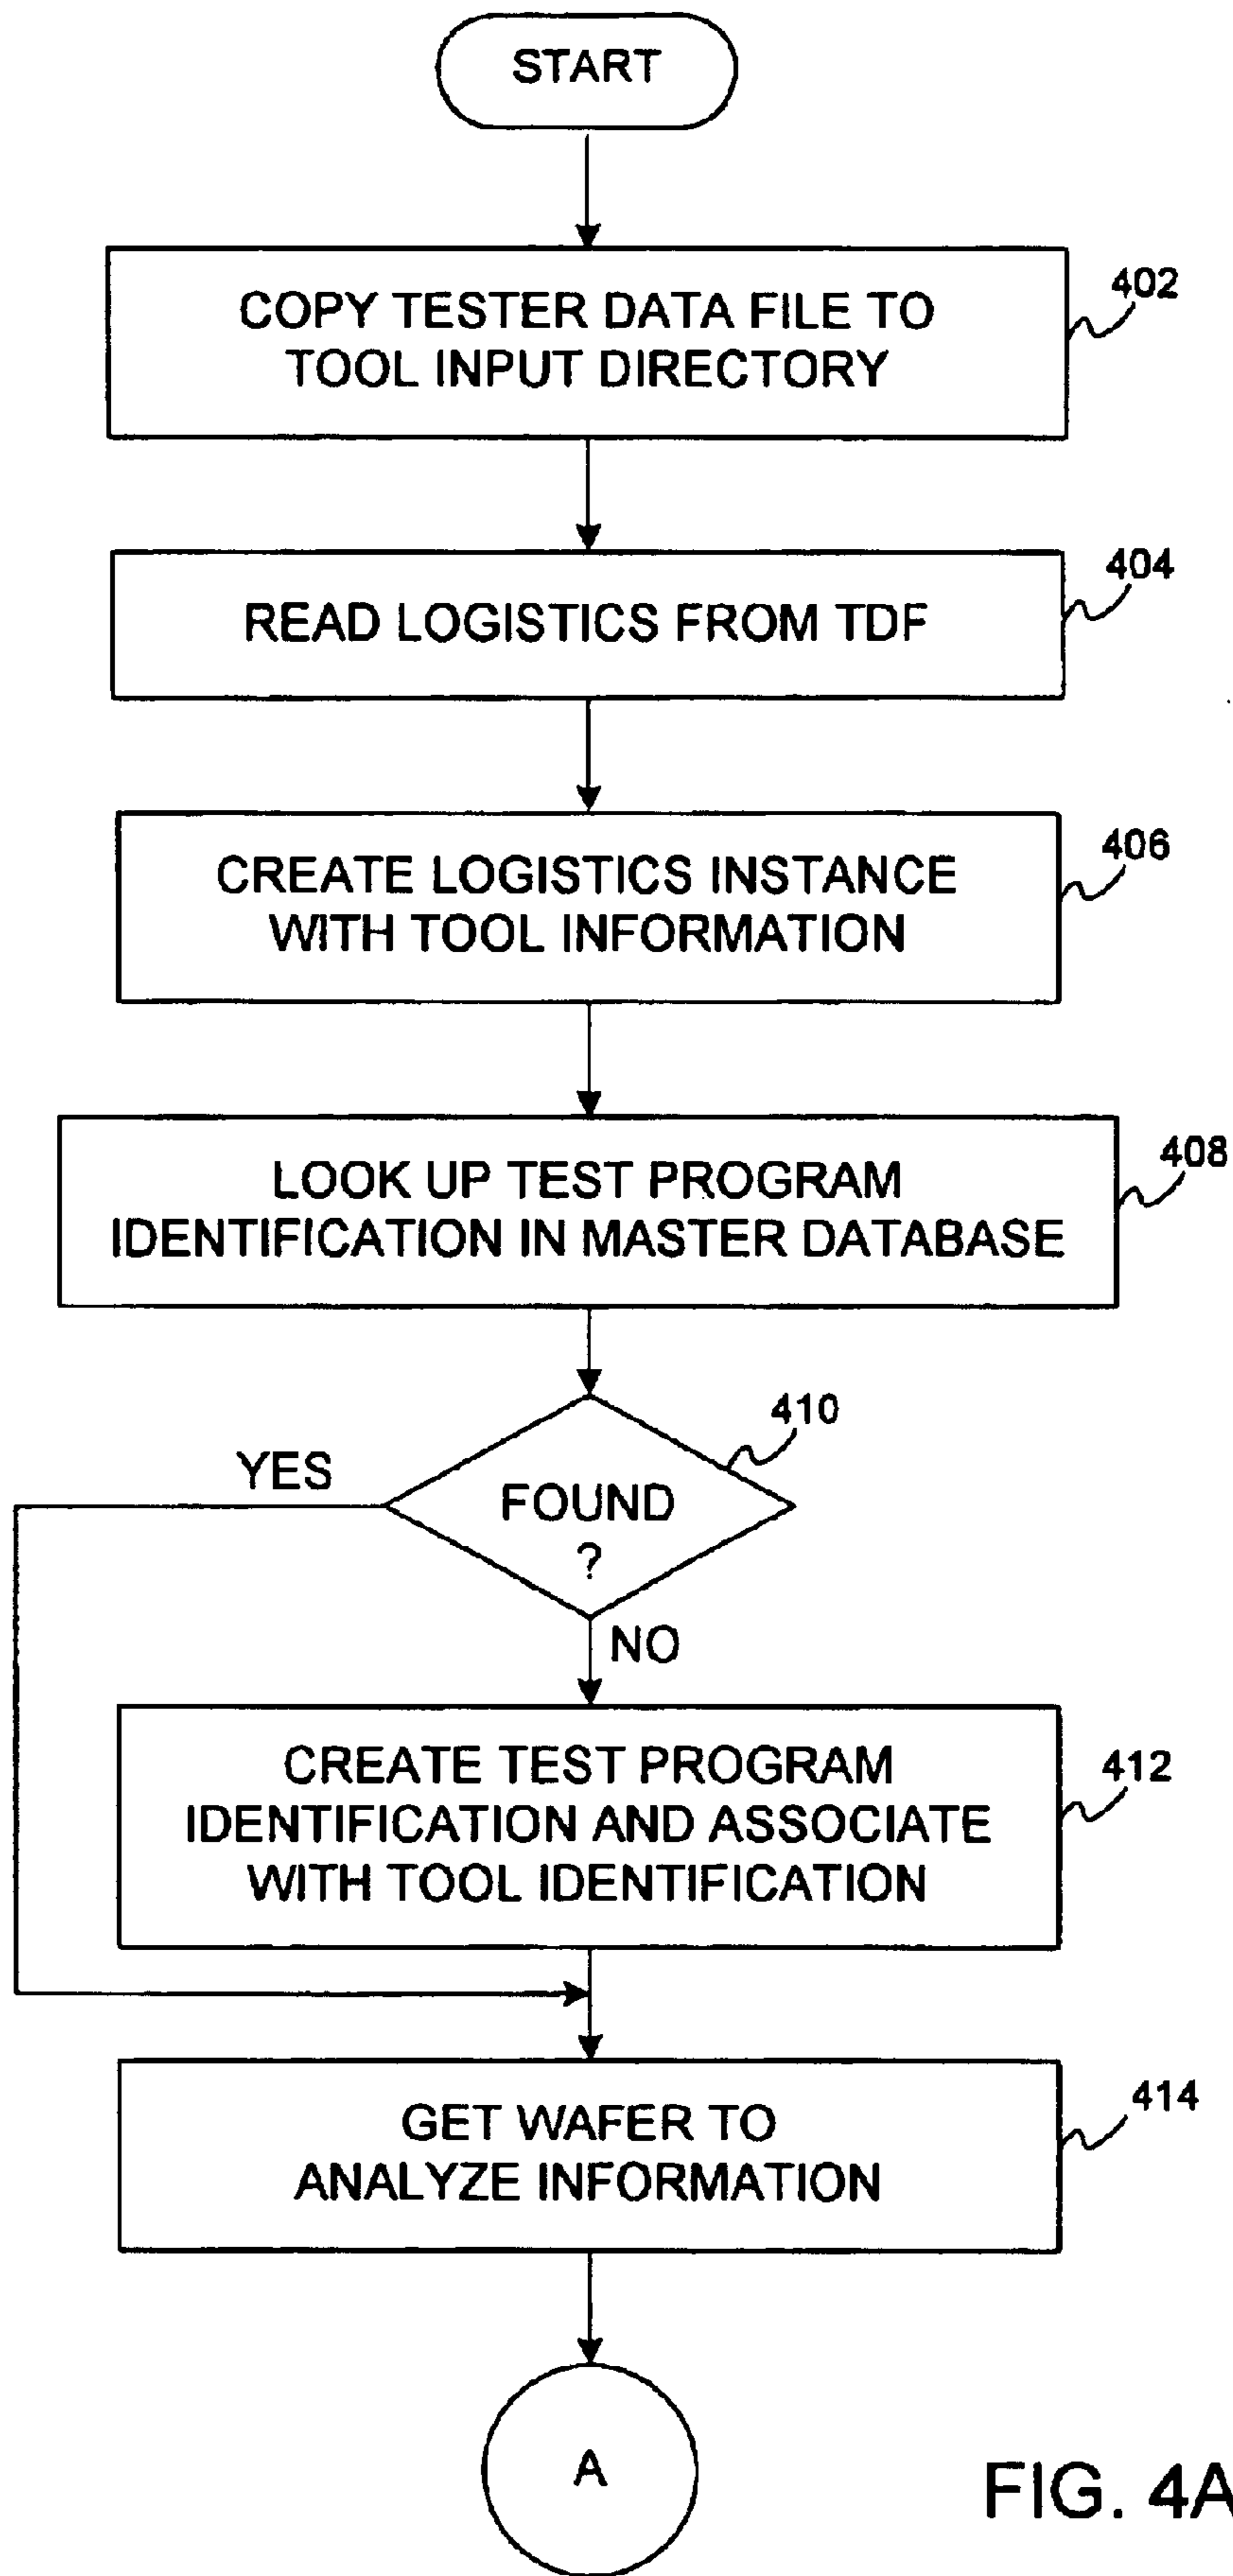 START
COPY TESTER DATA FILE TO
TOOL INPUT DIRECTORY
402
READ LOGISTICS FROM TDF
404
CREATE LOGISTICS INSTANCE
WITH TOOL INFORMATION
406
LOOK UP TEST PROGRAM
IDENTIFICATION IN MASTER DATABASE
408
410
YES
FOUND
?
NO
CREATE TEST PROGRAM
IDENTIFICATION AND ASSOCIATE
WITH TOOL IDENTIFICATION
412
GET WAFER TO
ANALYZE INFORMATION
414
A
FIG. 4A